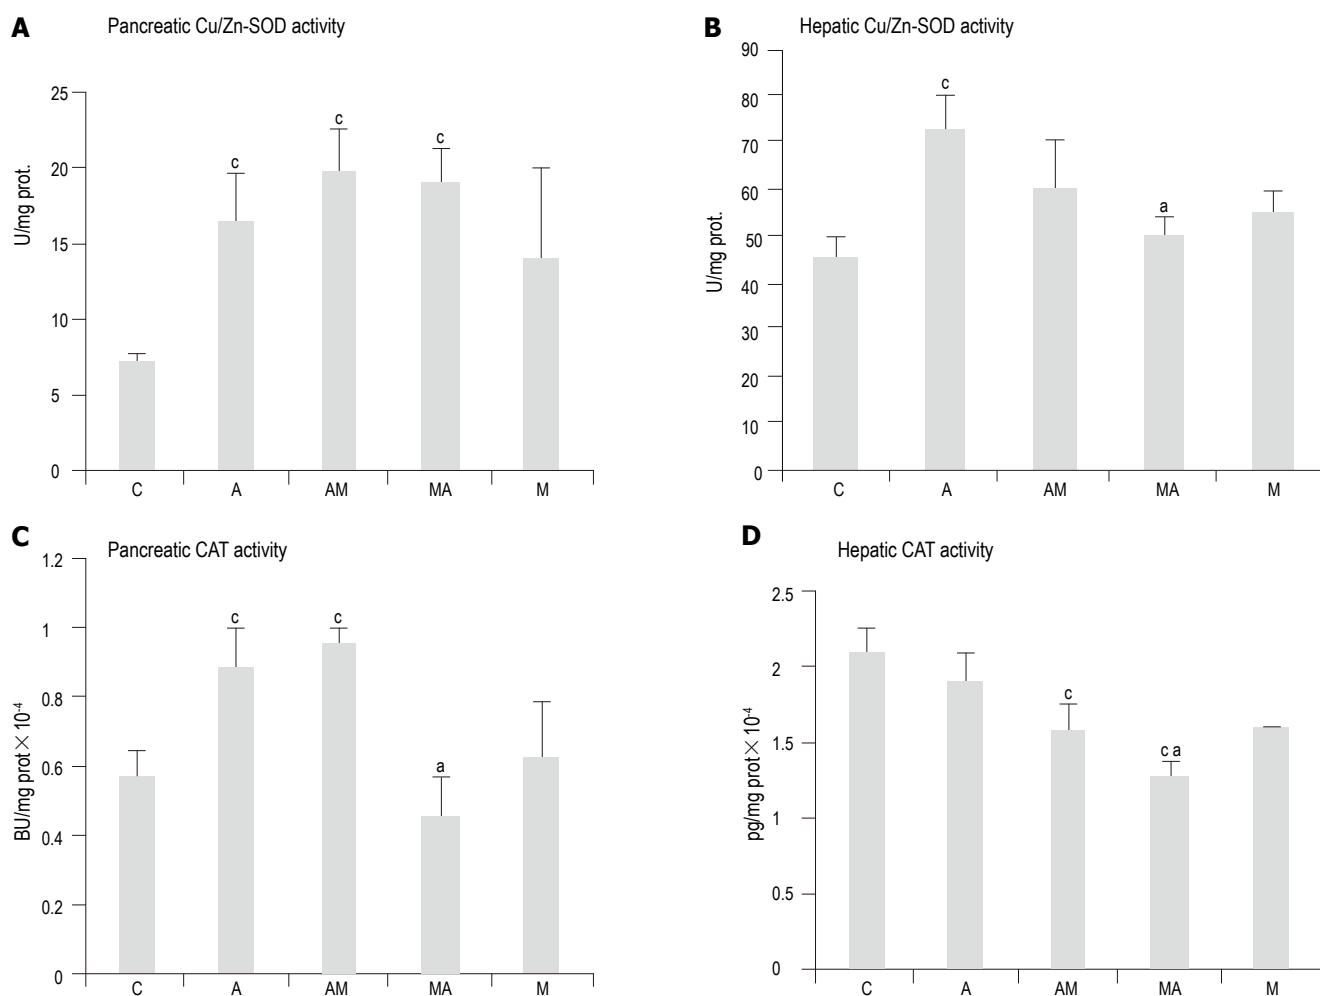 A Pancreatic Cu/Zn-SOD activity
U/mg prot.
25
20
15
10
5
0
c
c
c
C A AM MA M
B Hepatic Cu/Zn-SOD activity
U/mg prot.
90
80
70
60
50
40
30
20
10
0
c
a
C A AM MA M
C Pancreatic CAT activity
BU/mg prot × 10-4
1.2
1
0.8
0.6
0.4
0.2
0
c
c
a
C A AM MA M
D Hepatic CAT activity
pg/mg prot × 10-4
2.5
2
1.5
1
0.5
0
c
c a
C A AM MA M